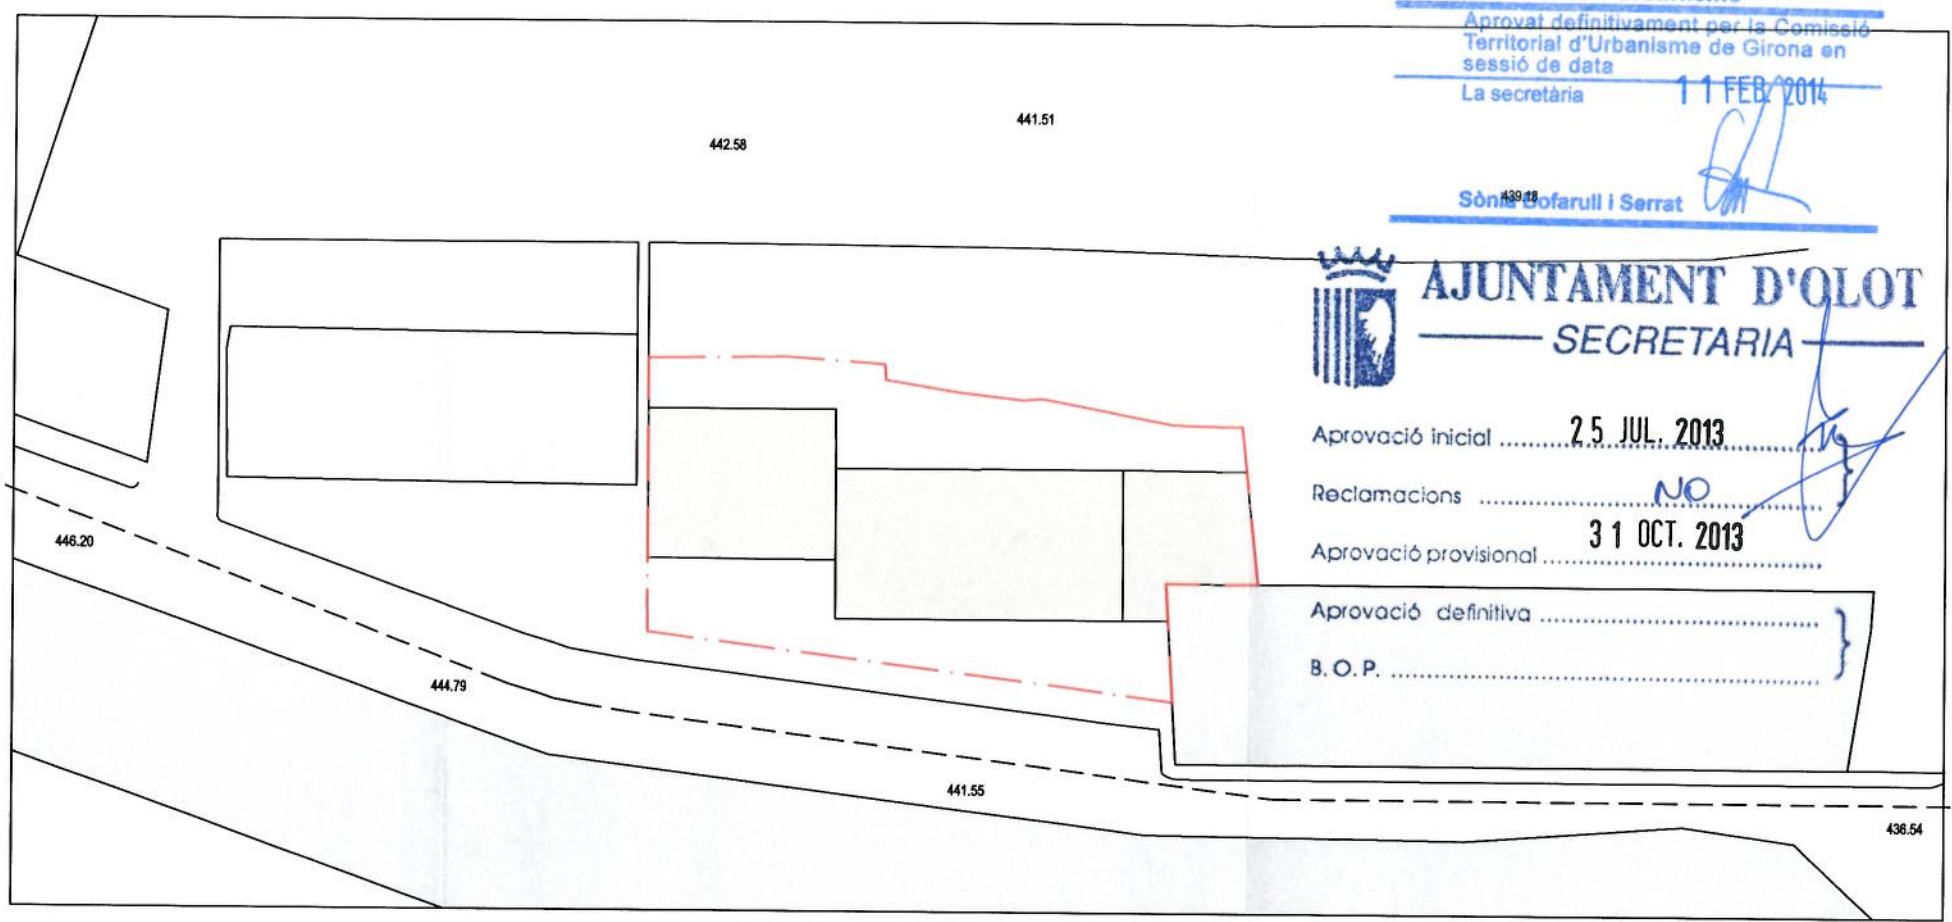 Aprovat definitivament per la Comissió
Territorial d'Urbanisme de Girona en
sessió de data
11 FEB. 2014
La secretària
Sònia Bofarull i Serrat
441.51
442.58
439.18
AJUNTAMENT D'OLOT
SECRETARIA
Aprovació inicial ........ 25 JUL. 2013
Reclamacions ........ NO
Aprovació provisional ........ 31 OCT. 2013
Aprovació definitiva ........
B.O.P. ........
446.20
444.79
441.55
436.54